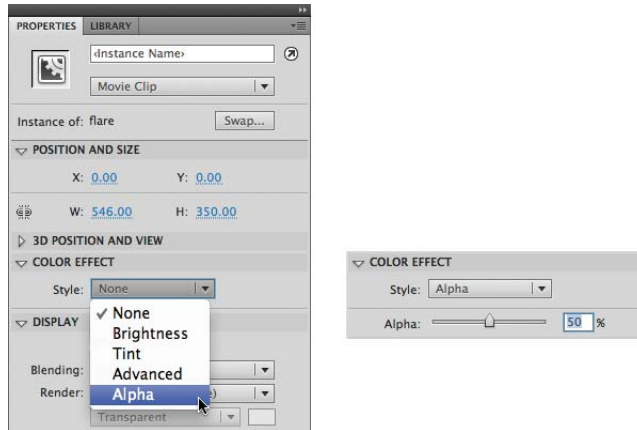 PROPERTIES LIBRARY
‹Instance Name›
Movie Clip
Instance of: flare Swap...
POSITION AND SIZE
X: 0.00 Y: 0.00
W: 546.00 H: 350.00
3D POSITION AND VIEW
COLOR EFFECT
Style: None
None
DISPLAY
Brightness
Tint
Blending:
Advanced
Render:
Alpha
Transparent
COLOR EFFECT
Style: Alpha
Alpha: 50 %